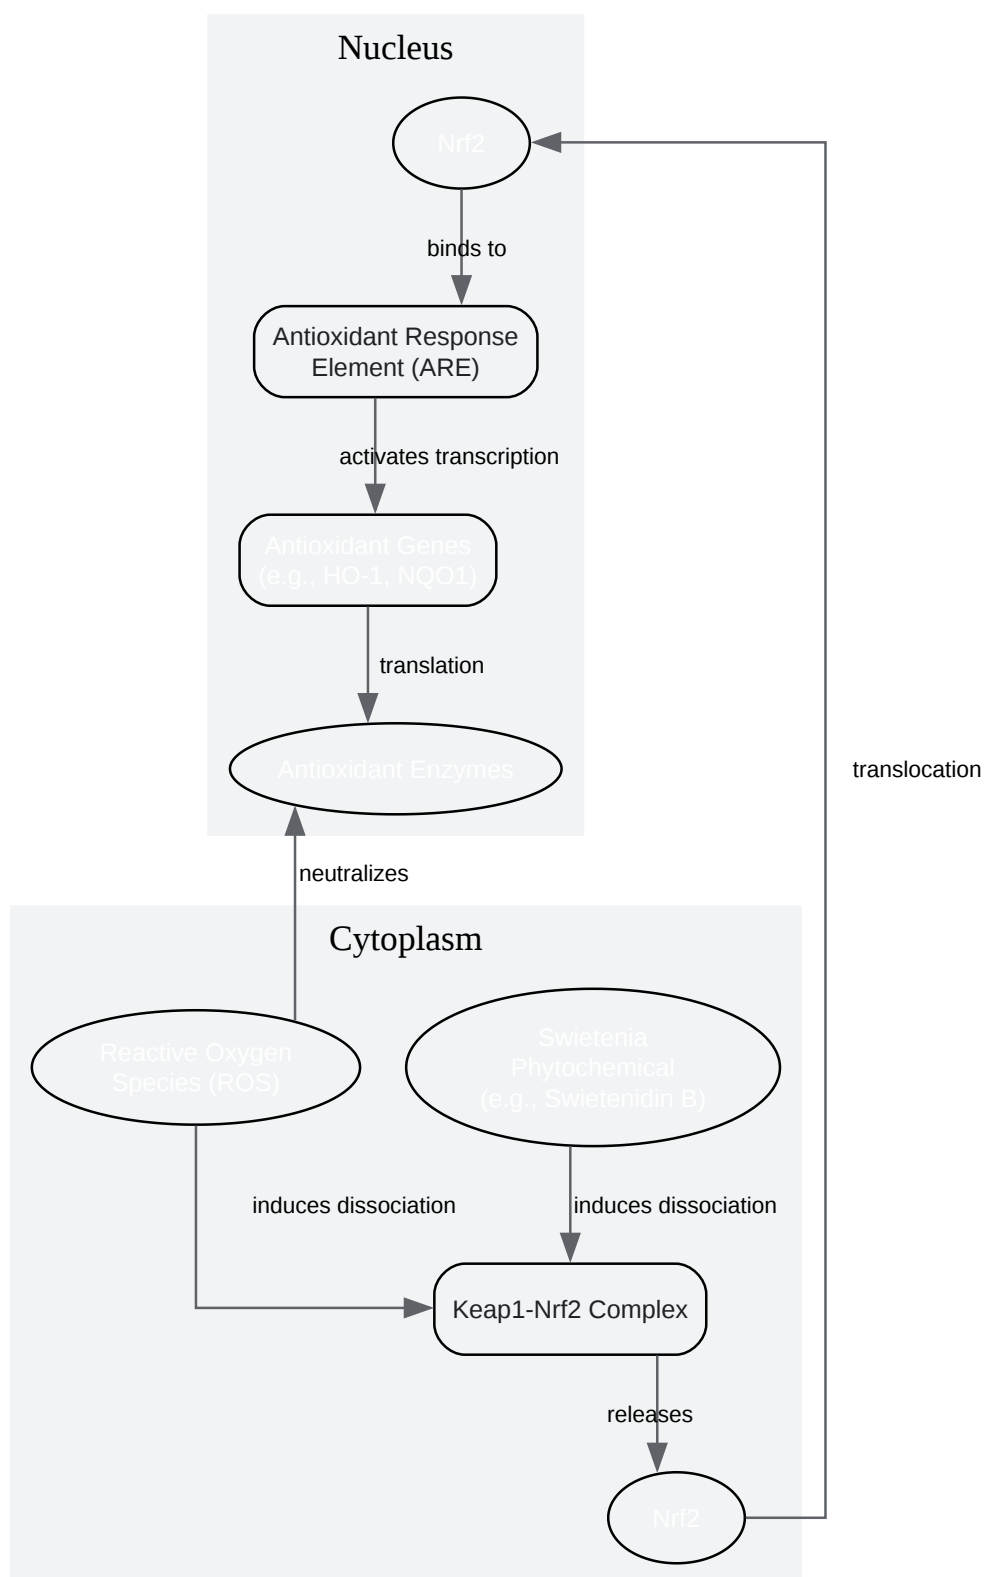 Nucleus
Nrf2
binds to
Antioxidant Response
Element (ARE)
activates transcription
Antioxidant Genes
(e.g., HO-1, NQO1)
translation
Antioxidant Enzymes
translocation
neutralizes
Cytoplasm
Reactive Oxygen
Species (ROS)
Swietenia
Phytochemical
(e.g., Swietenidin B)
induces dissociation
induces dissociation
Keap1-Nrf2 Complex
releases
Nrf2